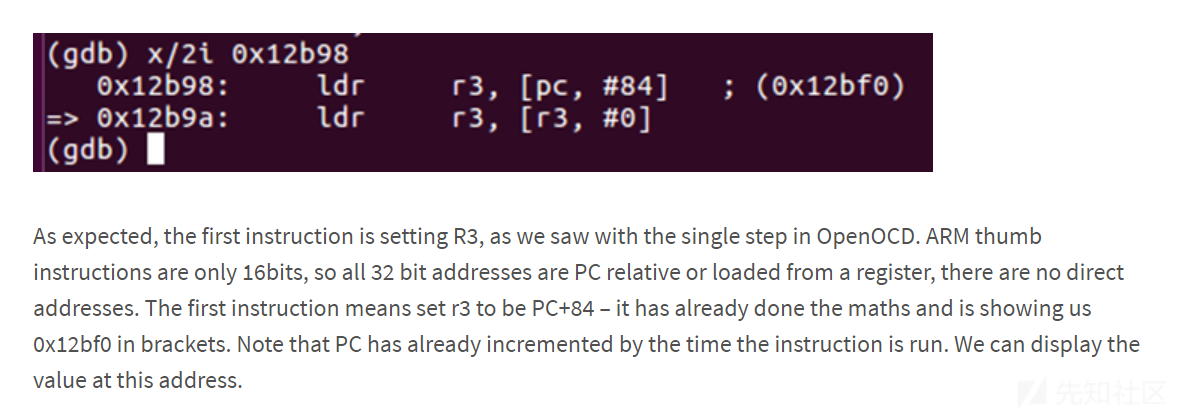 (gdb) x/2i 0x12b98
0x12b98: ldr r3, [pc, #84] ; (0x12bf0)
=> 0x12b9a: ldr r3, [r3, #0]
(gdb)
As expected, the first instruction is setting R3, as we saw with the single step in OpenOCD. ARM thumb
instructions are only 16bits, so all 32 bit addresses are PC relative or loaded from a register, there are no direct
addresses. The first instruction means set r3 to be PC+84 – it has already done the maths and is showing us
0x12bf0 in brackets. Note that PC has already incremented by the time the instruction is run. We can display the
value at this address.
先知社区